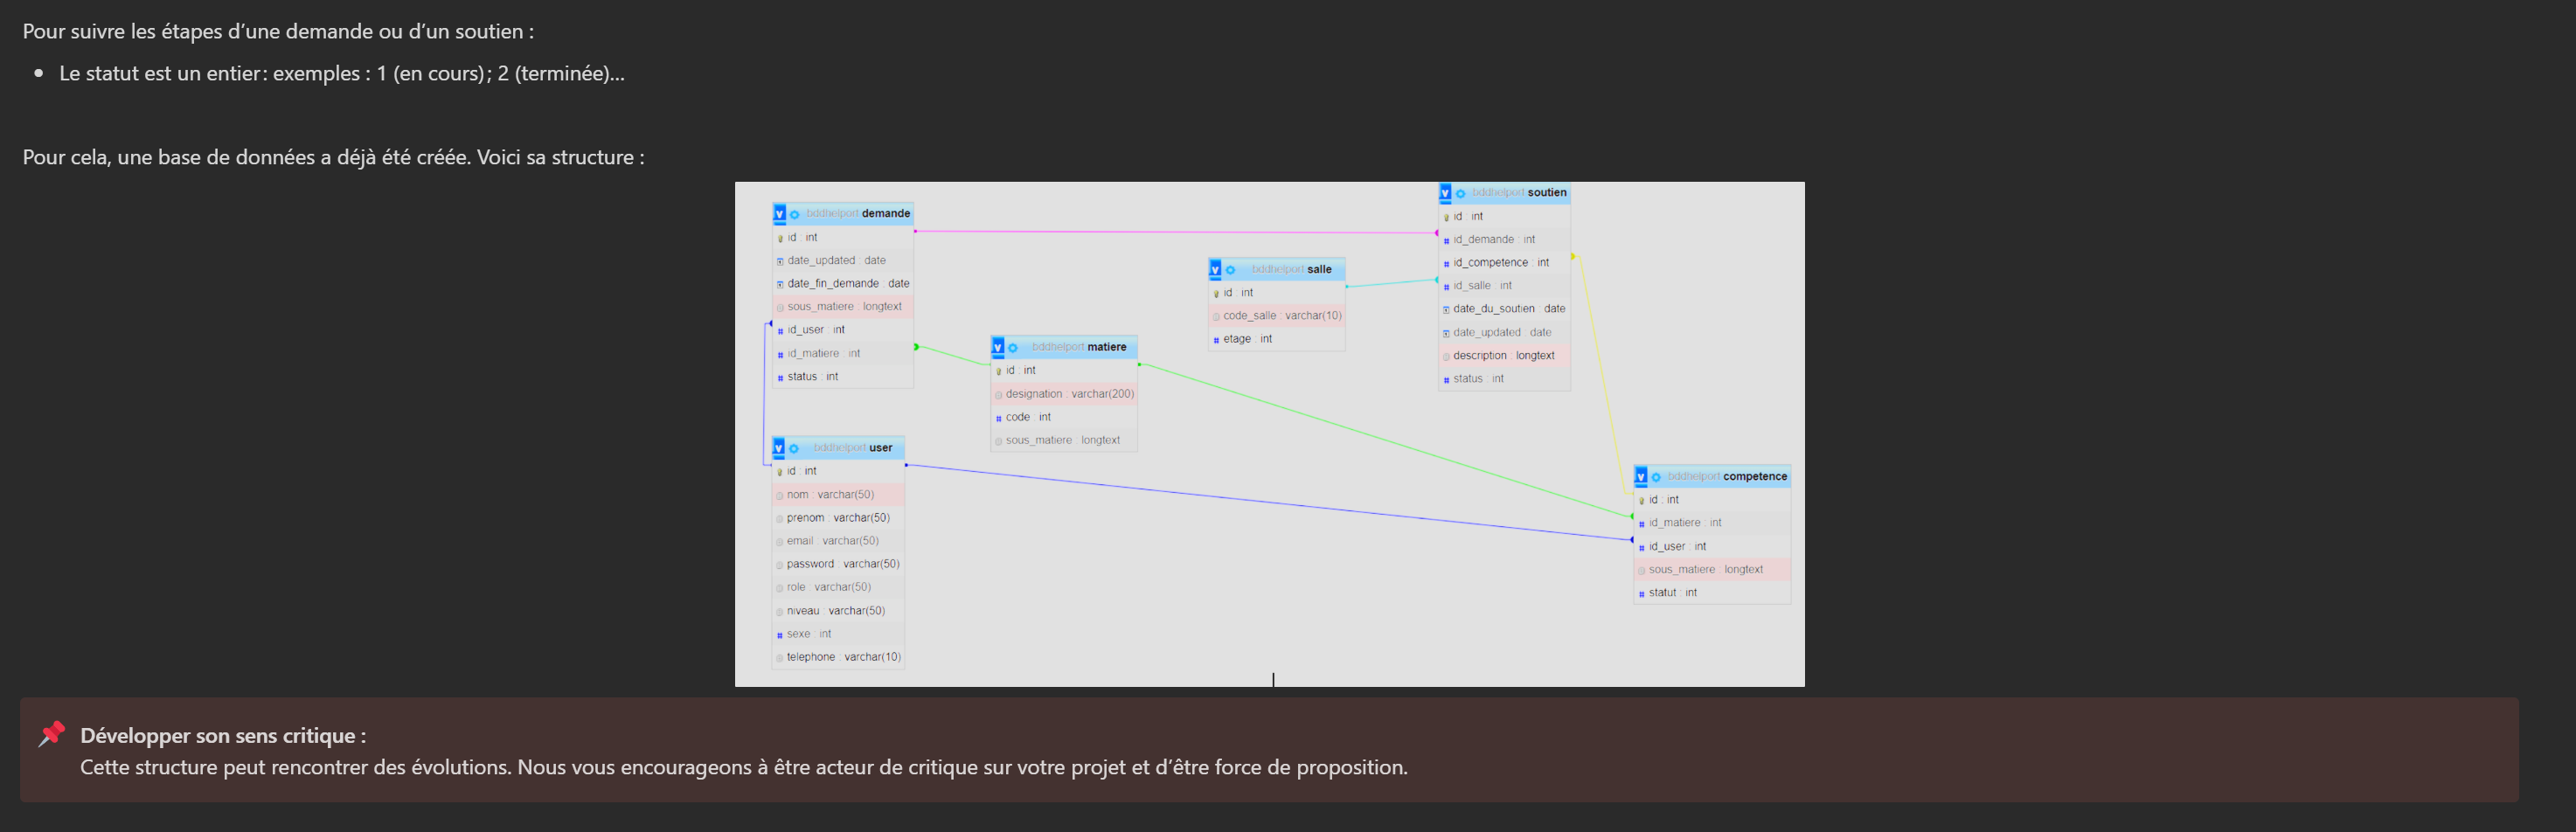 Pour suivre les étapes d’une demande ou d’un soutien :
• Le statut est un entier : exemples : 1 (en cours) ; 2 (terminée)...
Pour cela, une base de données a déjà été créée. Voici sa structure :
bddhelport demande
id : int
date_updated : date
date_fin_demande : date
sous_matiere : longtext
id_user : int
id_matiere : int
status : int
bddhelport user
id : int
nom : varchar(50)
prenom : varchar(50)
email : varchar(50)
password : varchar(50)
role : varchar(50)
niveau : varchar(50)
sexe : int
telephone : varchar(10)
bddhelport matiere
id : int
designation : varchar(200)
code : int
sous_matiere : longtext
bddhelport salle
id : int
code_salle : varchar(10)
etage : int
bddhelport soutien
id : int
id_demande : int
id_competence : int
id_salle : int
date_du_soutien : date
date_updated : date
description : longtext
status : int
bddhelport competence
id : int
id_matiere : int
id_user : int
sous_matiere : longtext
statut : int
Développer son sens critique :
Cette structure peut rencontrer des évolutions. Nous vous encourageons à être acteur de critique sur votre projet et d’être force de proposition.